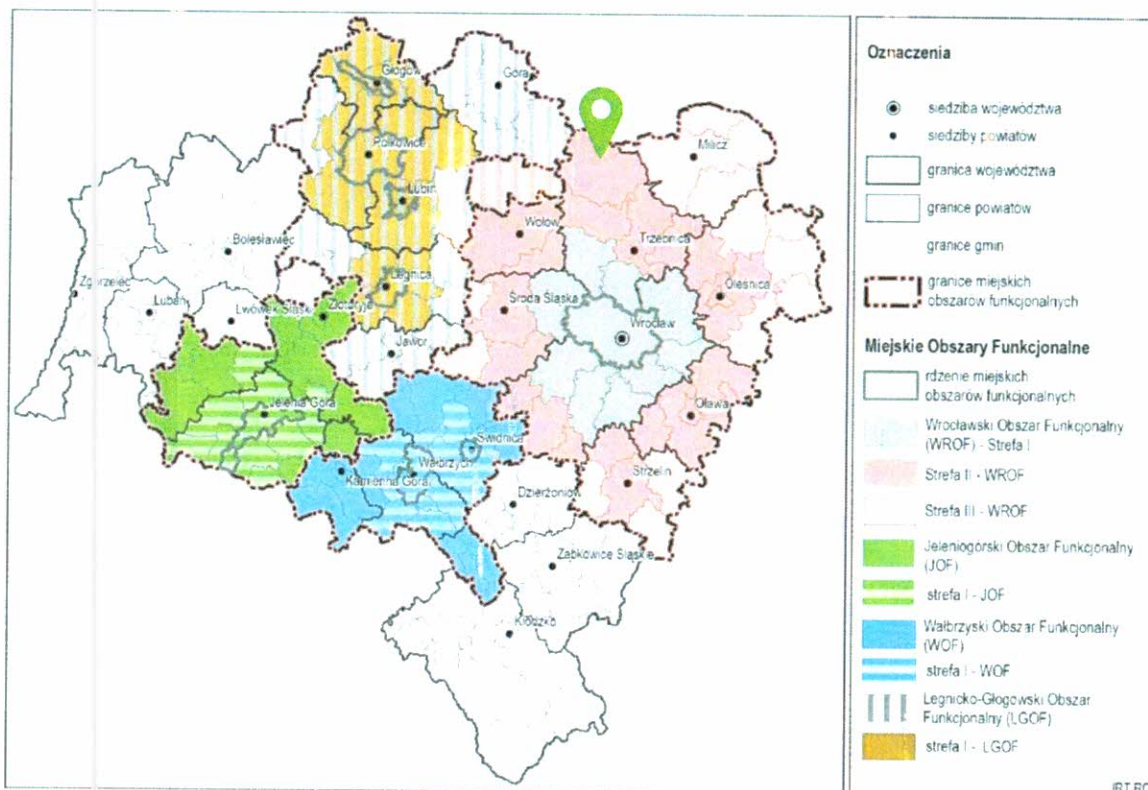 Głogów
Góra
Polkowice
Milicz
Lubin
Wołów
Trzebnica
Bolesławiec
Zgorzelec
Legnica
Oleśnica
Lubań
Lwówek Śląski
Złotoryja
Środa Śląska
Wrocław
Jawor
Jelenia Góra
Oława
Świdnica
Wałbrzych
Kamienna Góra
Strzelin
Dzierżoniów
Ząbkowice Śląskie
Kłodzko
Oznaczenia
siedziba województwa
siedziby powiatów
granica województwa
granice powiatów
granice gmin
granice miejskich
obszarów funkcjonalnych
Miejskie Obszary Funkcjonalne
rdzenie miejskich
obszarów funkcjonalnych
Wrocławski Obszar Funkcjonalny
(WROF) - Strefa I
Strefa II - WROF
Strefa III - WROF
Jeleniogórski Obszar Funkcjonalny
(JOF)
strefa I - JOF
Wałbrzyski Obszar Funkcjonalny
(WOF)
strefa I - WOF
Legnicko-Głogowski Obszar
Funkcjonalny (LGOF)
strefa I - LGOF